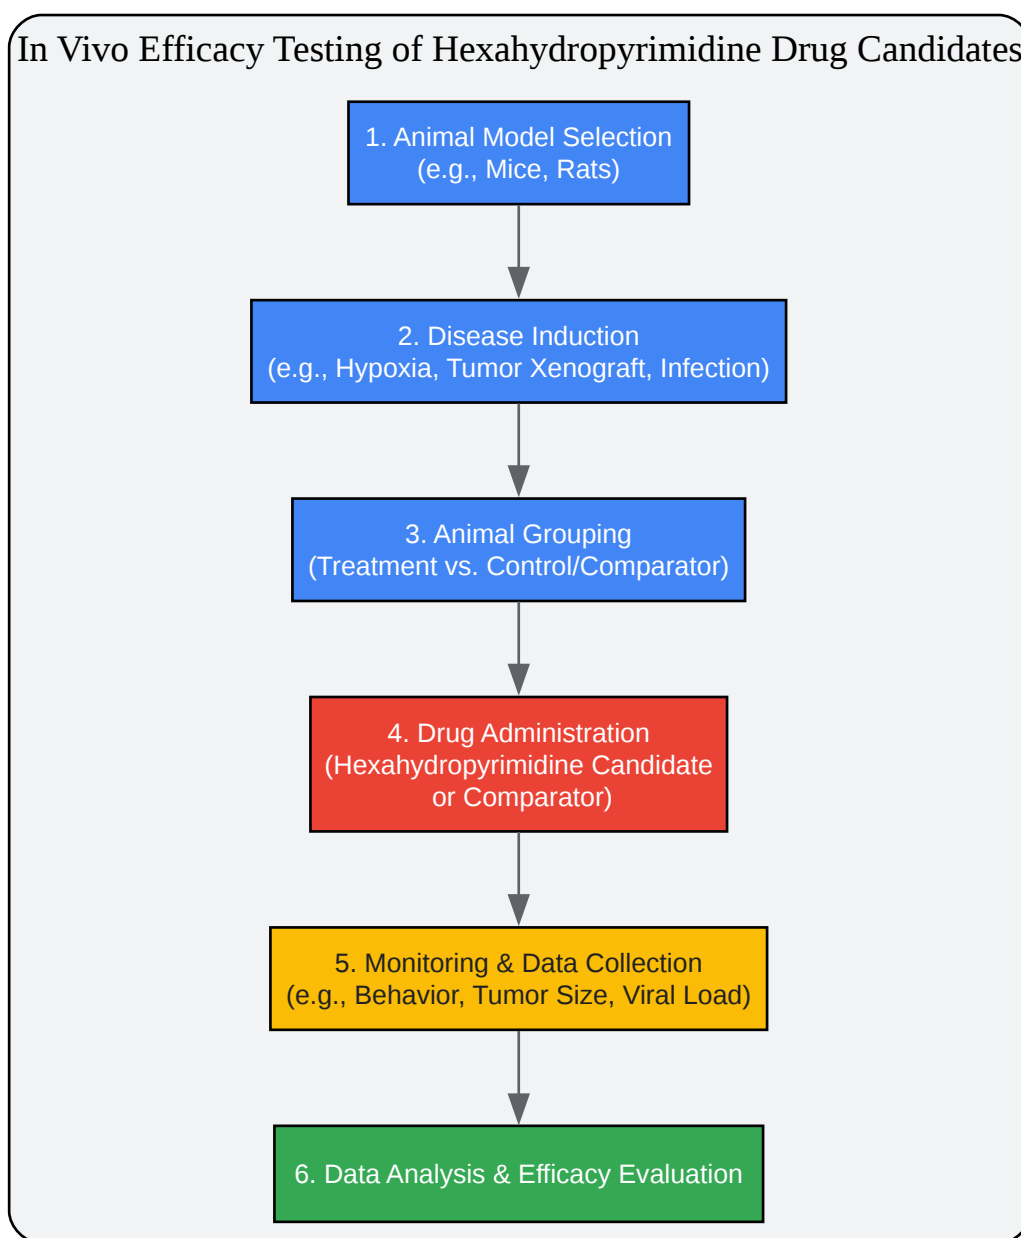 In Vivo Efficacy Testing of Hexahydropyrimidine Drug Candidates
1. Animal Model Selection
(e.g., Mice, Rats)
2. Disease Induction
(e.g., Hypoxia, Tumor Xenograft, Infection)
3. Animal Grouping
(Treatment vs. Control/Comparator)
4. Drug Administration
(Hexahydropyrimidine Candidate
or Comparator)
5. Monitoring & Data Collection
(e.g., Behavior, Tumor Size, Viral Load)
6. Data Analysis & Efficacy Evaluation